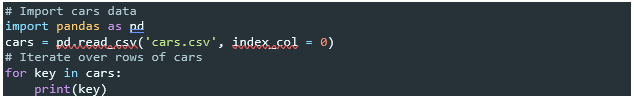 # Import cars data
import pandas as pd
cars = pd.read_csv('cars.csv', index_col = 0)
# Iterate over rows of cars
for key in cars:
    print(key)